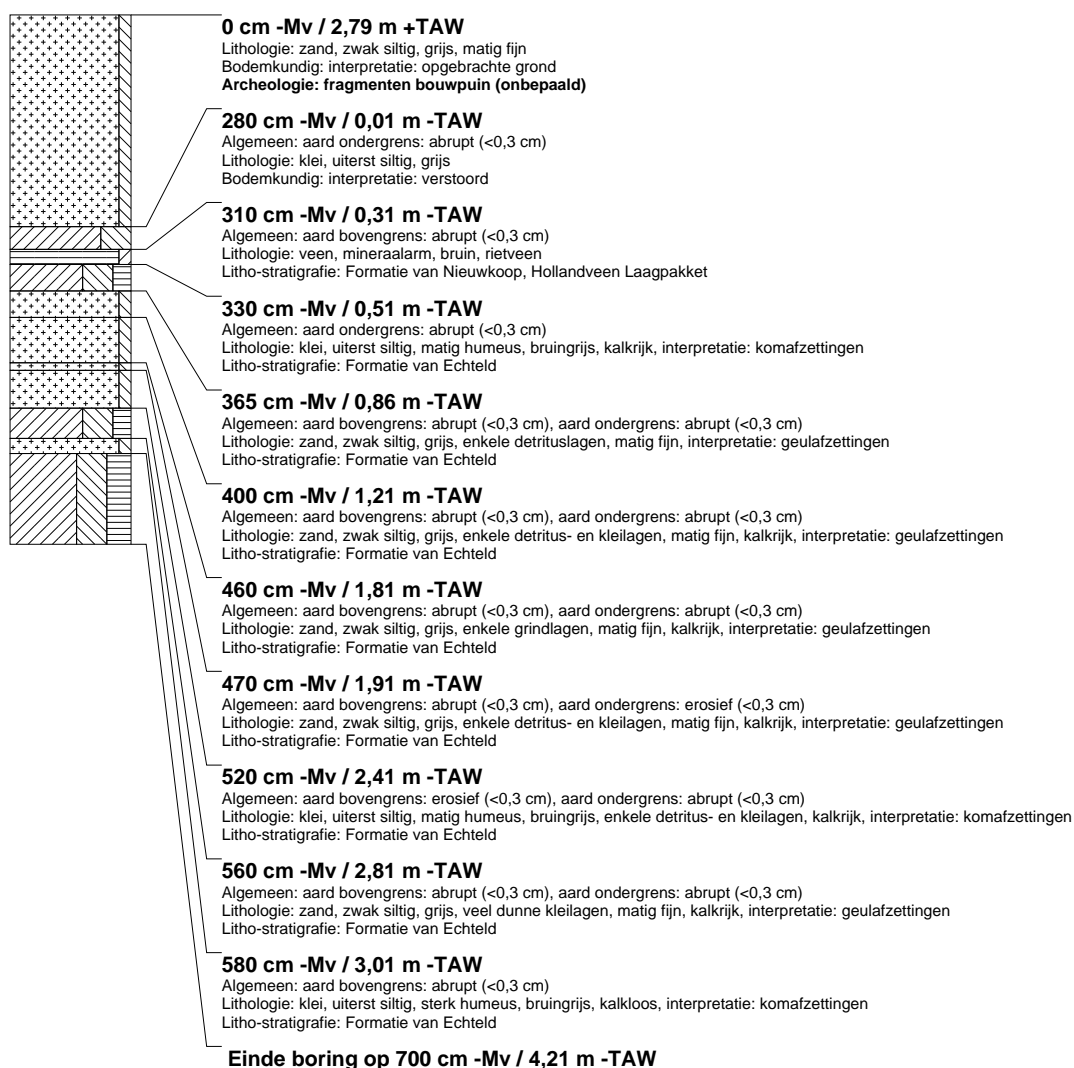 0 cm -Mv / 2,79 m +TAW
Lithologie: zand, zwak siltig, grijs, matig fijn
Bodemkundig: interpretatie: opgebrachte grond
Archeologie: fragmenten bouwpuin (onbepaald)
280 cm -Mv / 0,01 m -TAW
Algemeen: aard ondergrens: abrupt (<0,3 cm)
Lithologie: klei, uiterst siltig, grijs
Bodemkundig: interpretatie: verstoord
310 cm -Mv / 0,31 m -TAW
Algemeen: aard bovengrens: abrupt (<0,3 cm)
Lithologie: veen, mineraalarm, bruin, rietveen
Litho-stratigrafie: Formatie van Nieuwkoop, Hollandveen Laagpakket
330 cm -Mv / 0,51 m -TAW
Algemeen: aard ondergrens: abrupt (<0,3 cm)
Lithologie: klei, uiterst siltig, matig humeus, bruingrijs, kalkrijk, interpretatie: komafzettingen
Litho-stratigrafie: Formatie van Echteld
365 cm -Mv / 0,86 m -TAW
Algemeen: aard bovengrens: abrupt (<0,3 cm), aard ondergrens: abrupt (<0,3 cm)
Lithologie: zand, zwak siltig, grijs, enkele detrituslagen, matig fijn, interpretatie: geulafzettingen
Litho-stratigrafie: Formatie van Echteld
400 cm -Mv / 1,21 m -TAW
Algemeen: aard bovengrens: abrupt (<0,3 cm), aard ondergrens: abrupt (<0,3 cm)
Lithologie: zand, zwak siltig, grijs, enkele detritus- en kleilagen, matig fijn, kalkrijk, interpretatie: geulafzettingen
Litho-stratigrafie: Formatie van Echteld
460 cm -Mv / 1,81 m -TAW
Algemeen: aard bovengrens: abrupt (<0,3 cm), aard ondergrens: abrupt (<0,3 cm)
Lithologie: zand, zwak siltig, grijs, enkele grindlagen, matig fijn, kalkrijk, interpretatie: geulafzettingen
Litho-stratigrafie: Formatie van Echteld
470 cm -Mv / 1,91 m -TAW
Algemeen: aard bovengrens: abrupt (<0,3 cm), aard ondergrens: erosief (<0,3 cm)
Lithologie: zand, zwak siltig, grijs, enkele detritus- en kleilagen, matig fijn, kalkrijk, interpretatie: geulafzettingen
Litho-stratigrafie: Formatie van Echteld
520 cm -Mv / 2,41 m -TAW
Algemeen: aard bovengrens: erosief (<0,3 cm), aard ondergrens: abrupt (<0,3 cm)
Lithologie: klei, uiterst siltig, matig humeus, bruingrijs, enkele detritus- en kleilagen, kalkrijk, interpretatie: komafzettingen
Litho-stratigrafie: Formatie van Echteld
560 cm -Mv / 2,81 m -TAW
Algemeen: aard bovengrens: abrupt (<0,3 cm), aard ondergrens: abrupt (<0,3 cm)
Lithologie: zand, zwak siltig, grijs, veel dunne kleilagen, matig fijn, kalkrijk, interpretatie: geulafzettingen
Litho-stratigrafie: Formatie van Echteld
580 cm -Mv / 3,01 m -TAW
Algemeen: aard bovengrens: abrupt (<0,3 cm)
Lithologie: klei, uiterst siltig, sterk humeus, bruingrijs, kalkloos, interpretatie: komafzettingen
Litho-stratigrafie: Formatie van Echteld
Einde boring op 700 cm -Mv / 4,21 m -TAW